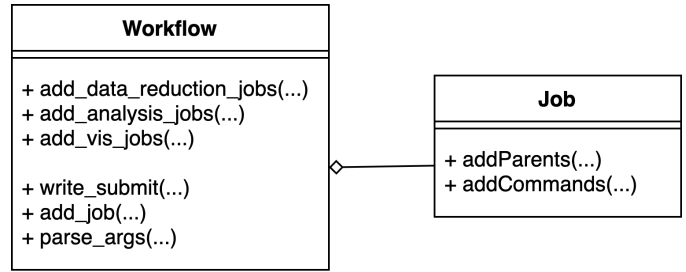 Workflow
+ add_data_reduction_jobs(...)
+ add_analysis_jobs(...)
+ add_vis_jobs(...)
+ write_submit(...)
+ add_job(...)
+ parse_args(...)
Job
+ addParents(...)
+ addCommands(...)